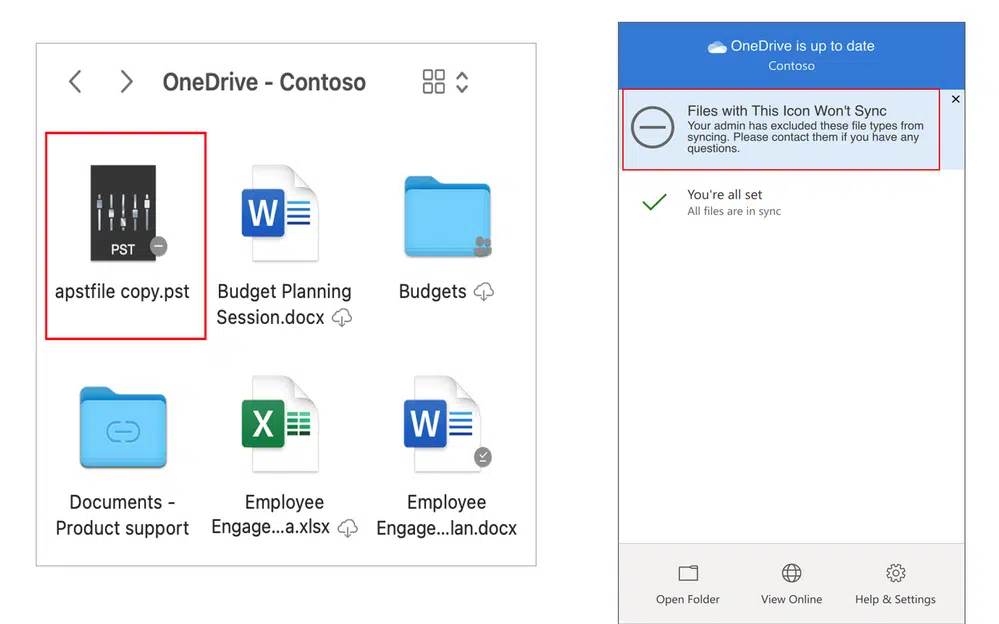 OneDrive - Contoso
PST
W
apstfile copy.pst
Budget Planning
Session.docx
Budgets
X
W
Documents -
Product support
Employee
Engage...a.xlsx
Employee
Engage...lan.docx
OneDrive is up to date
Contoso
Files with This Icon Won't Sync
Your admin has excluded these file types from
syncing. Please contact them if you have any
questions.
You're all set
All files are in sync
Open Folder
View Online
Help & Settings